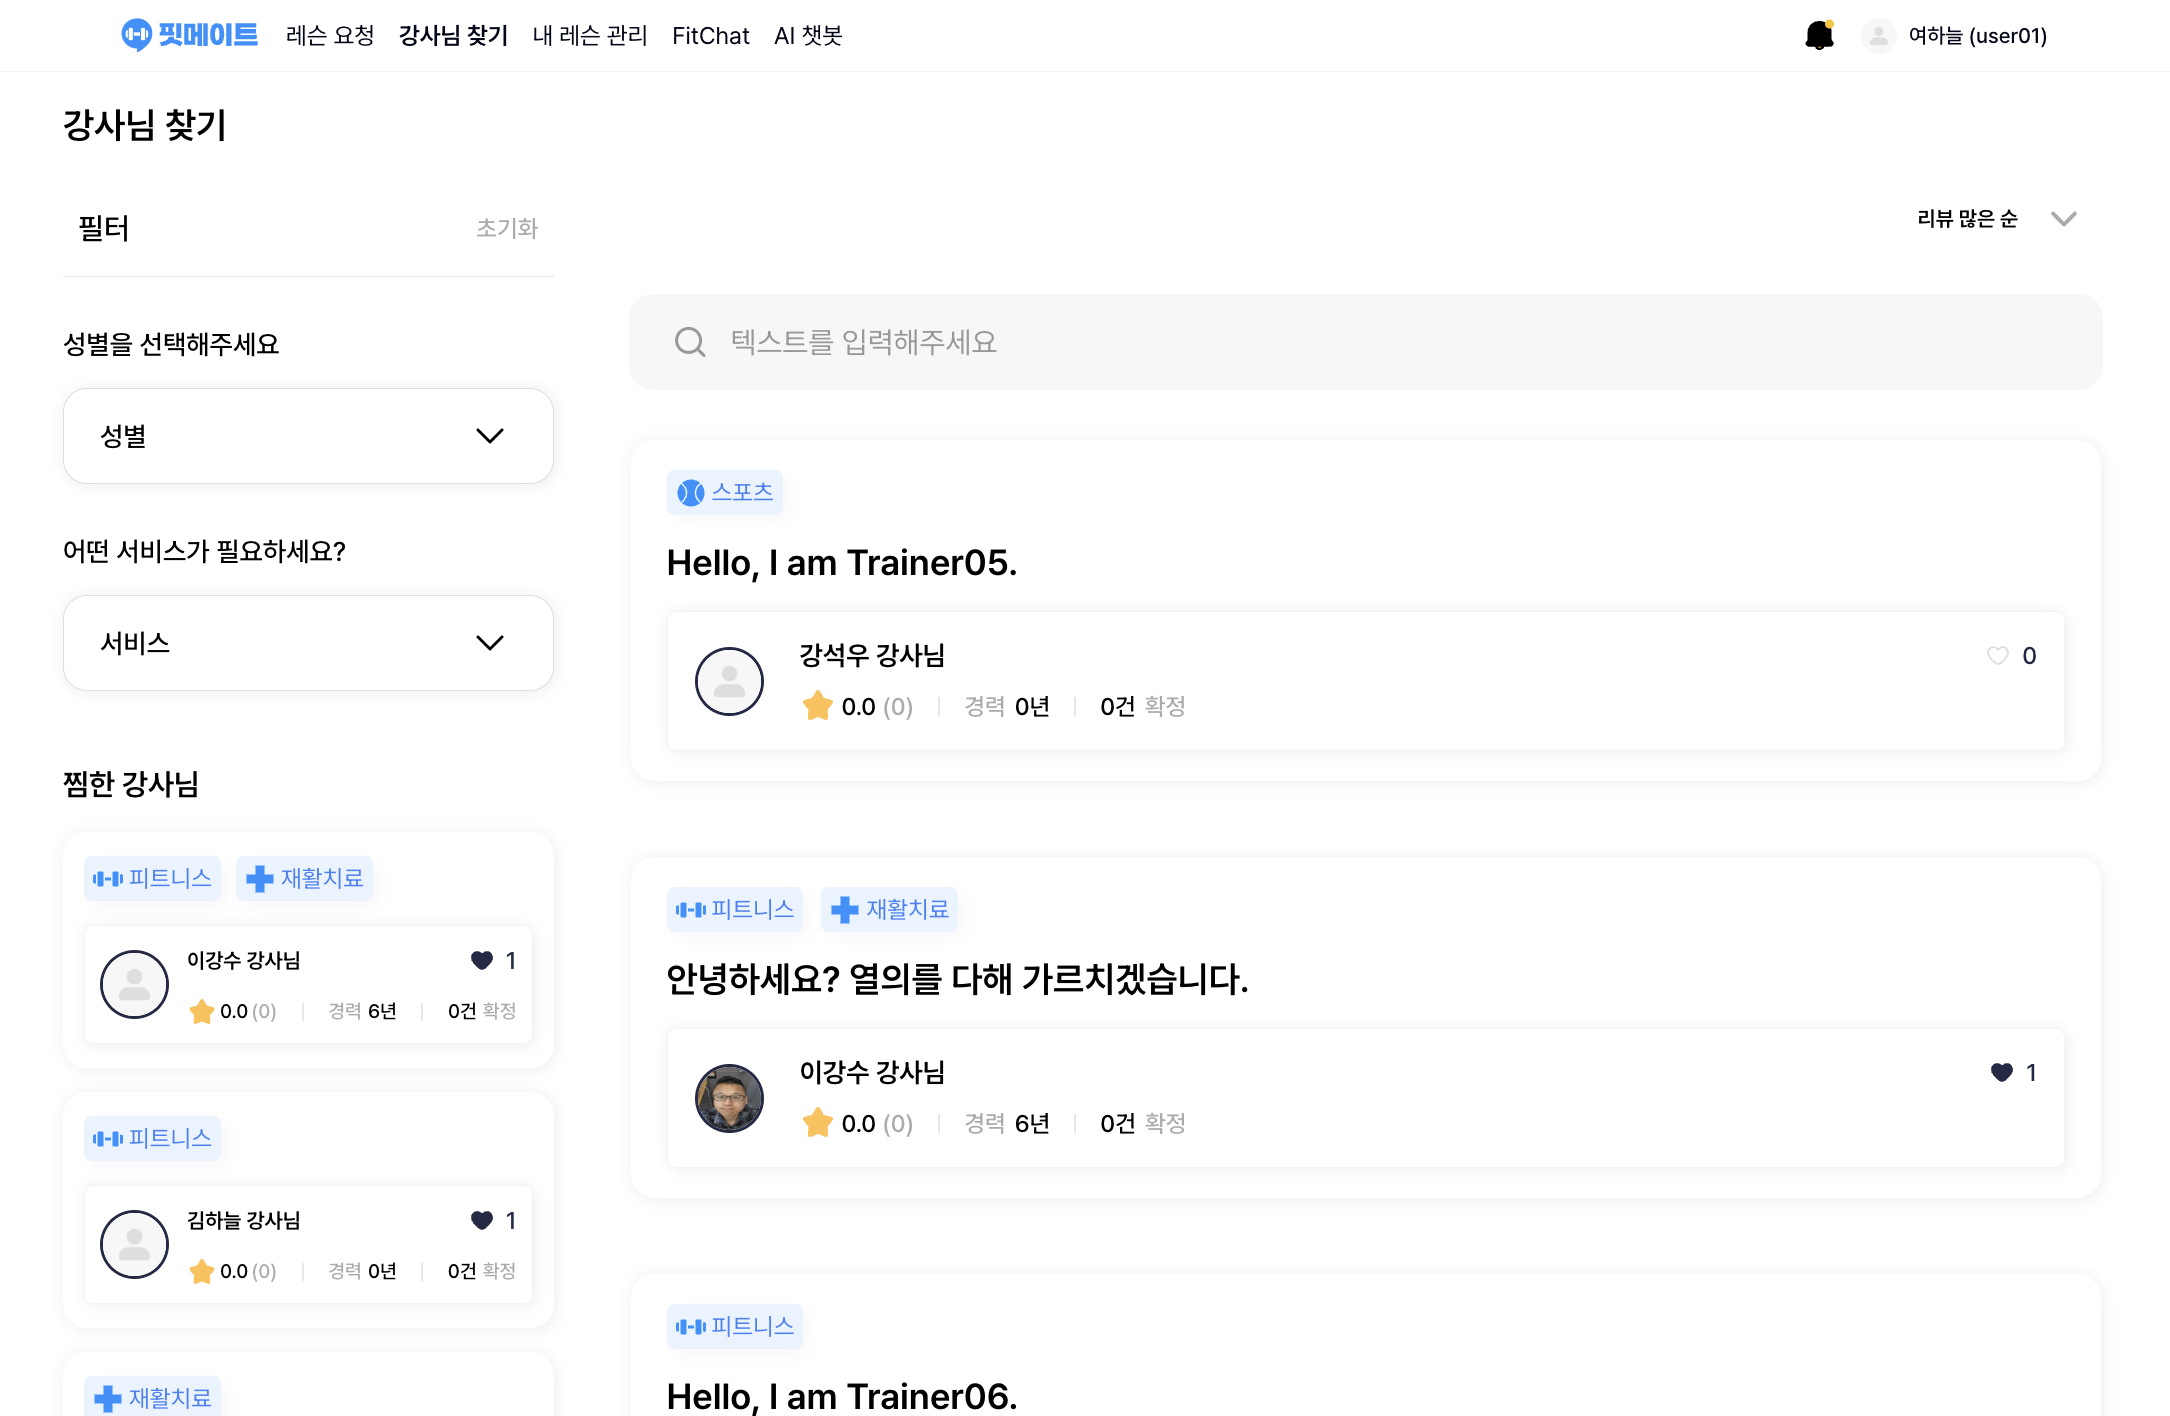 핏메이트 레슨 요청 강사님 찾기 내 레슨 관리 FitChat AI 챗봇 여하늘 (user01)
강사님 찾기
필터 초기화
성별을 선택해주세요
성별
어떤 서비스가 필요하세요?
서비스
찜한 강사님
피트니스 재활치료
이강수 강사님 1
0.0 (0) 경력 6년 0건 확정
피트니스
김하늘 강사님 1
0.0 (0) 경력 0년 0건 확정
재활치료
리뷰 많은 순
텍스트를 입력해주세요
스포츠
Hello, I am Trainer05.
강석우 강사님 0
0.0 (0) 경력 0년 0건 확정
피트니스 재활치료
안녕하세요? 열의를 다해 가르치겠습니다.
이강수 강사님 1
0.0 (0) 경력 6년 0건 확정
피트니스
Hello, I am Trainer06.